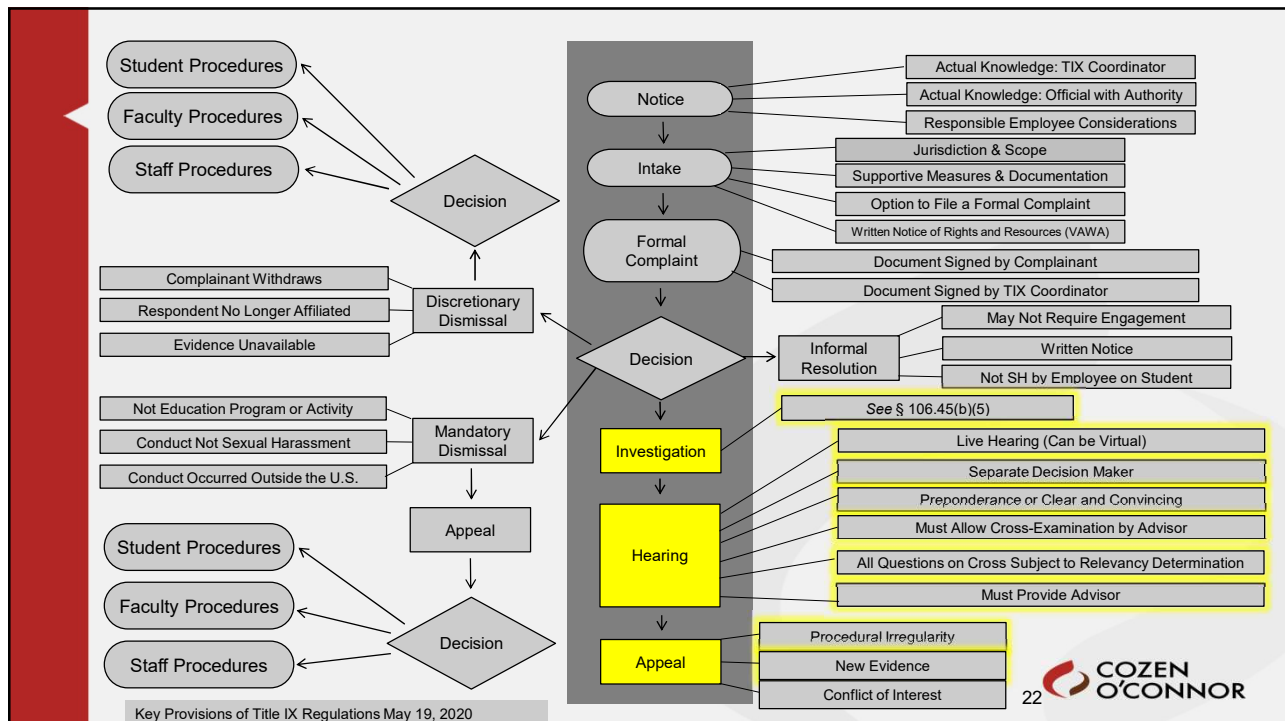 Student Procedures
Faculty Procedures
Staff Procedures
Decision
Complainant Withdraws
Respondent No Longer Affiliated
Evidence Unavailable
Discretionary
Dismissal
Not Education Program or Activity
Conduct Not Sexual Harassment
Conduct Occurred Outside the U.S.
Mandatory
Dismissal
Appeal
Student Procedures
Faculty Procedures
Staff Procedures
Decision
Key Provisions of Title IX Regulations May 19, 2020
Notice
Actual Knowledge: TIX Coordinator
Actual Knowledge: Official with Authority
Responsible Employee Considerations
Intake
Jurisdiction & Scope
Supportive Measures & Documentation
Option to File a Formal Complaint
Written Notice of Rights and Resources (VAWA)
Formal
Complaint
Document Signed by Complainant
Document Signed by TIX Coordinator
Decision
Informal
Resolution
May Not Require Engagement
Written Notice
Not SH by Employee on Student
Investigation
See § 106.45(b)(5)
Hearing
Live Hearing (Can be Virtual)
Separate Decision Maker
Preponderance or Clear and Convincing
Must Allow Cross-Examination by Advisor
All Questions on Cross Subject to Relevancy Determination
Must Provide Advisor
Appeal
Procedural Irregularity
New Evidence
Conflict of Interest
22
COZEN
O'CONNOR